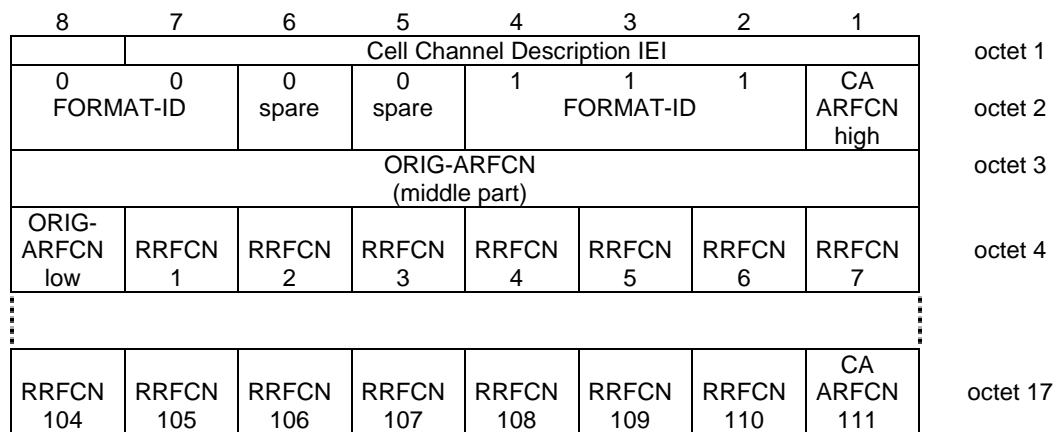 8 7 6 5 4 3 2 1
Cell Channel Description IEI octet 1
0 0 0 0 1 1 1 CA
FORMAT-ID spare spare FORMAT-ID ARFCN octet 2
high
ORIG-ARFCN octet 3
(middle part)
ORIG-
ARFCN RRFCN RRFCN RRFCN RRFCN RRFCN RRFCN RRFCN octet 4
low 1 2 3 4 5 6 7
CA
RRFCN RRFCN RRFCN RRFCN RRFCN RRFCN RRFCN ARFCN octet 17
104 105 106 107 108 109 110 111